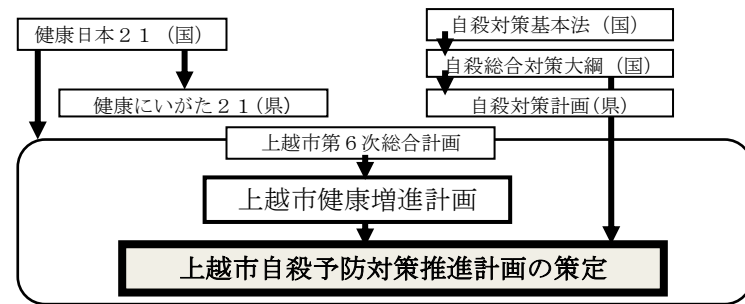 健康日本２１（国）
自殺対策基本法（国）
自殺総合対策大綱（国）
健康にいがた２１(県)
自殺対策計画(県)
上越市第６次総合計画
上越市健康増進計画
上越市自殺予防対策推進計画の策定